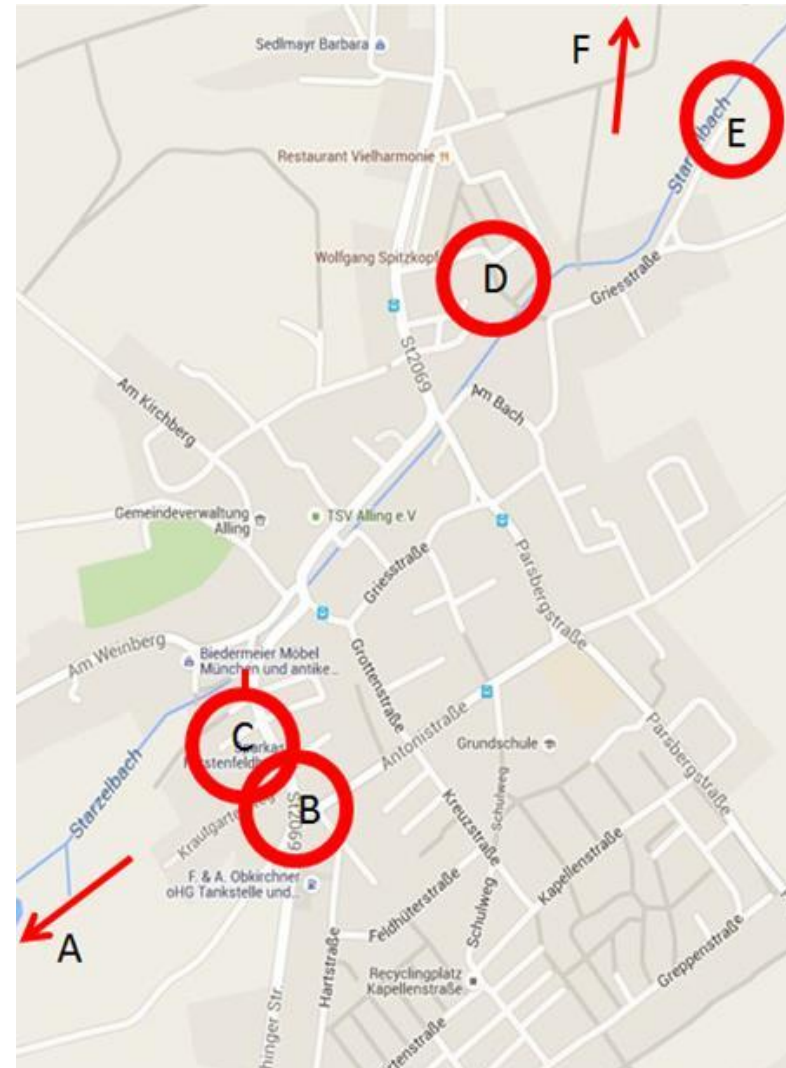 F
Sedlmayr Barbara
E
Starzelbach
Restaurant Vielharmonie
Wolfgang Spitzkopf
D
Griesstraße
St2069
Am Bach
Am Kirchberg
Gemeindeverwaltung
Alling
TSV Alling e.V
Griesstraße
Parsbergstraße
Am Weinberg
Biedermeier Möbel
München und antike...
Grottenstraße
C
Antonistraße
Grundschule
Parsbergstraße
Starzelbach
B
St2069
Schulweg
Kreuzstraße
F. & A. Obkirchner
oHG Tankstelle und...
Kapellenstraße
Feldhüterstraße
Schulweg
A
Hartstraße
Greppenstraße
Recyclingplatz
Kapellenstraße